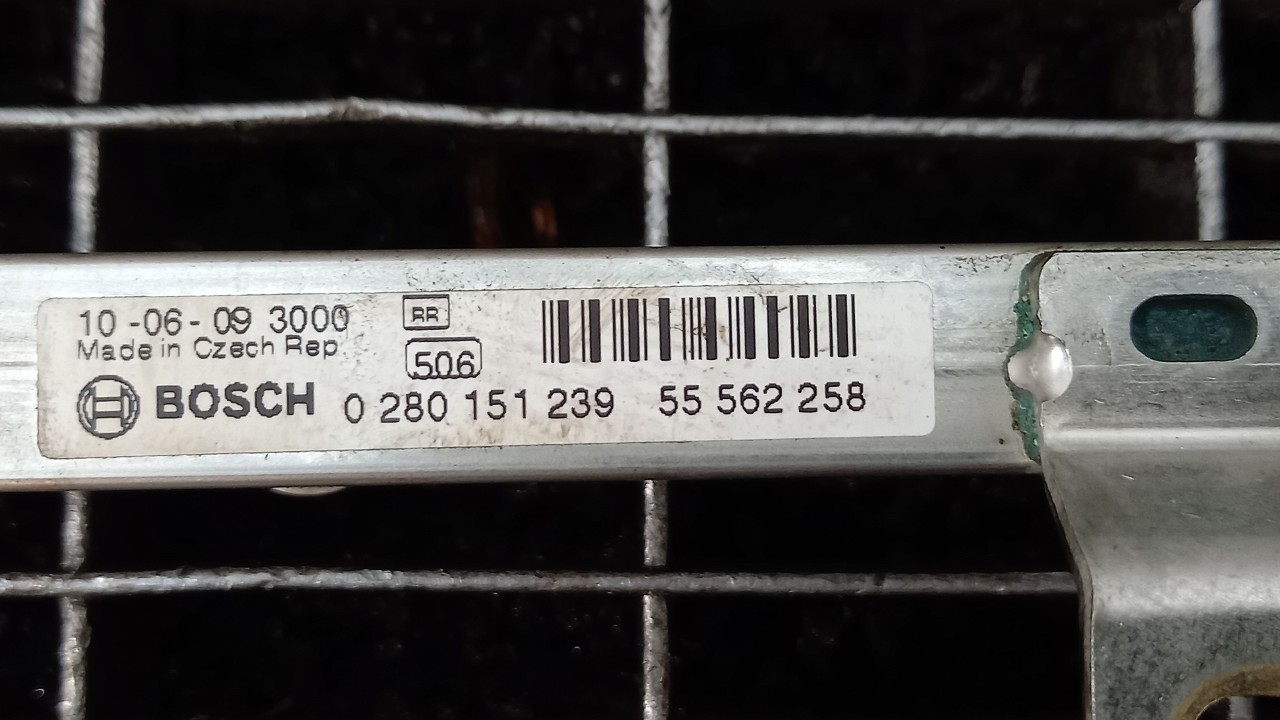 10-06-09 3000 RR
Made in Czech Rep 506
BOSCH 0 280 151 239 55 562 258